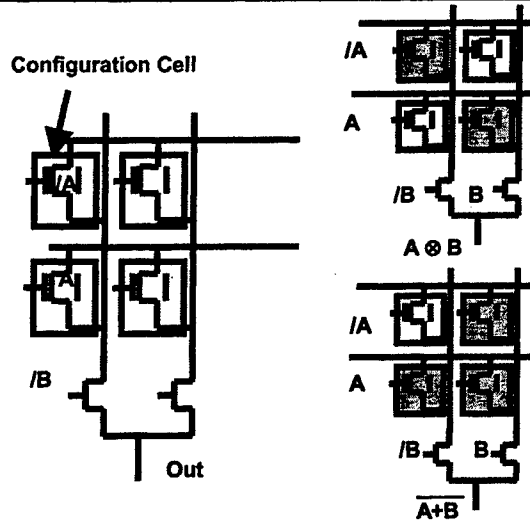 Configuration Cell
/A
A
/B
Out
/A
A
/B B
A ⊗ B
/A
A
/B B
A+B